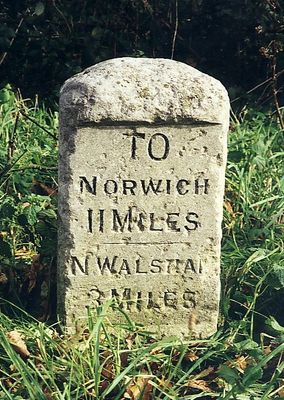 TO
NORWICH
11 MILES
N WALSHAM
3 MILES